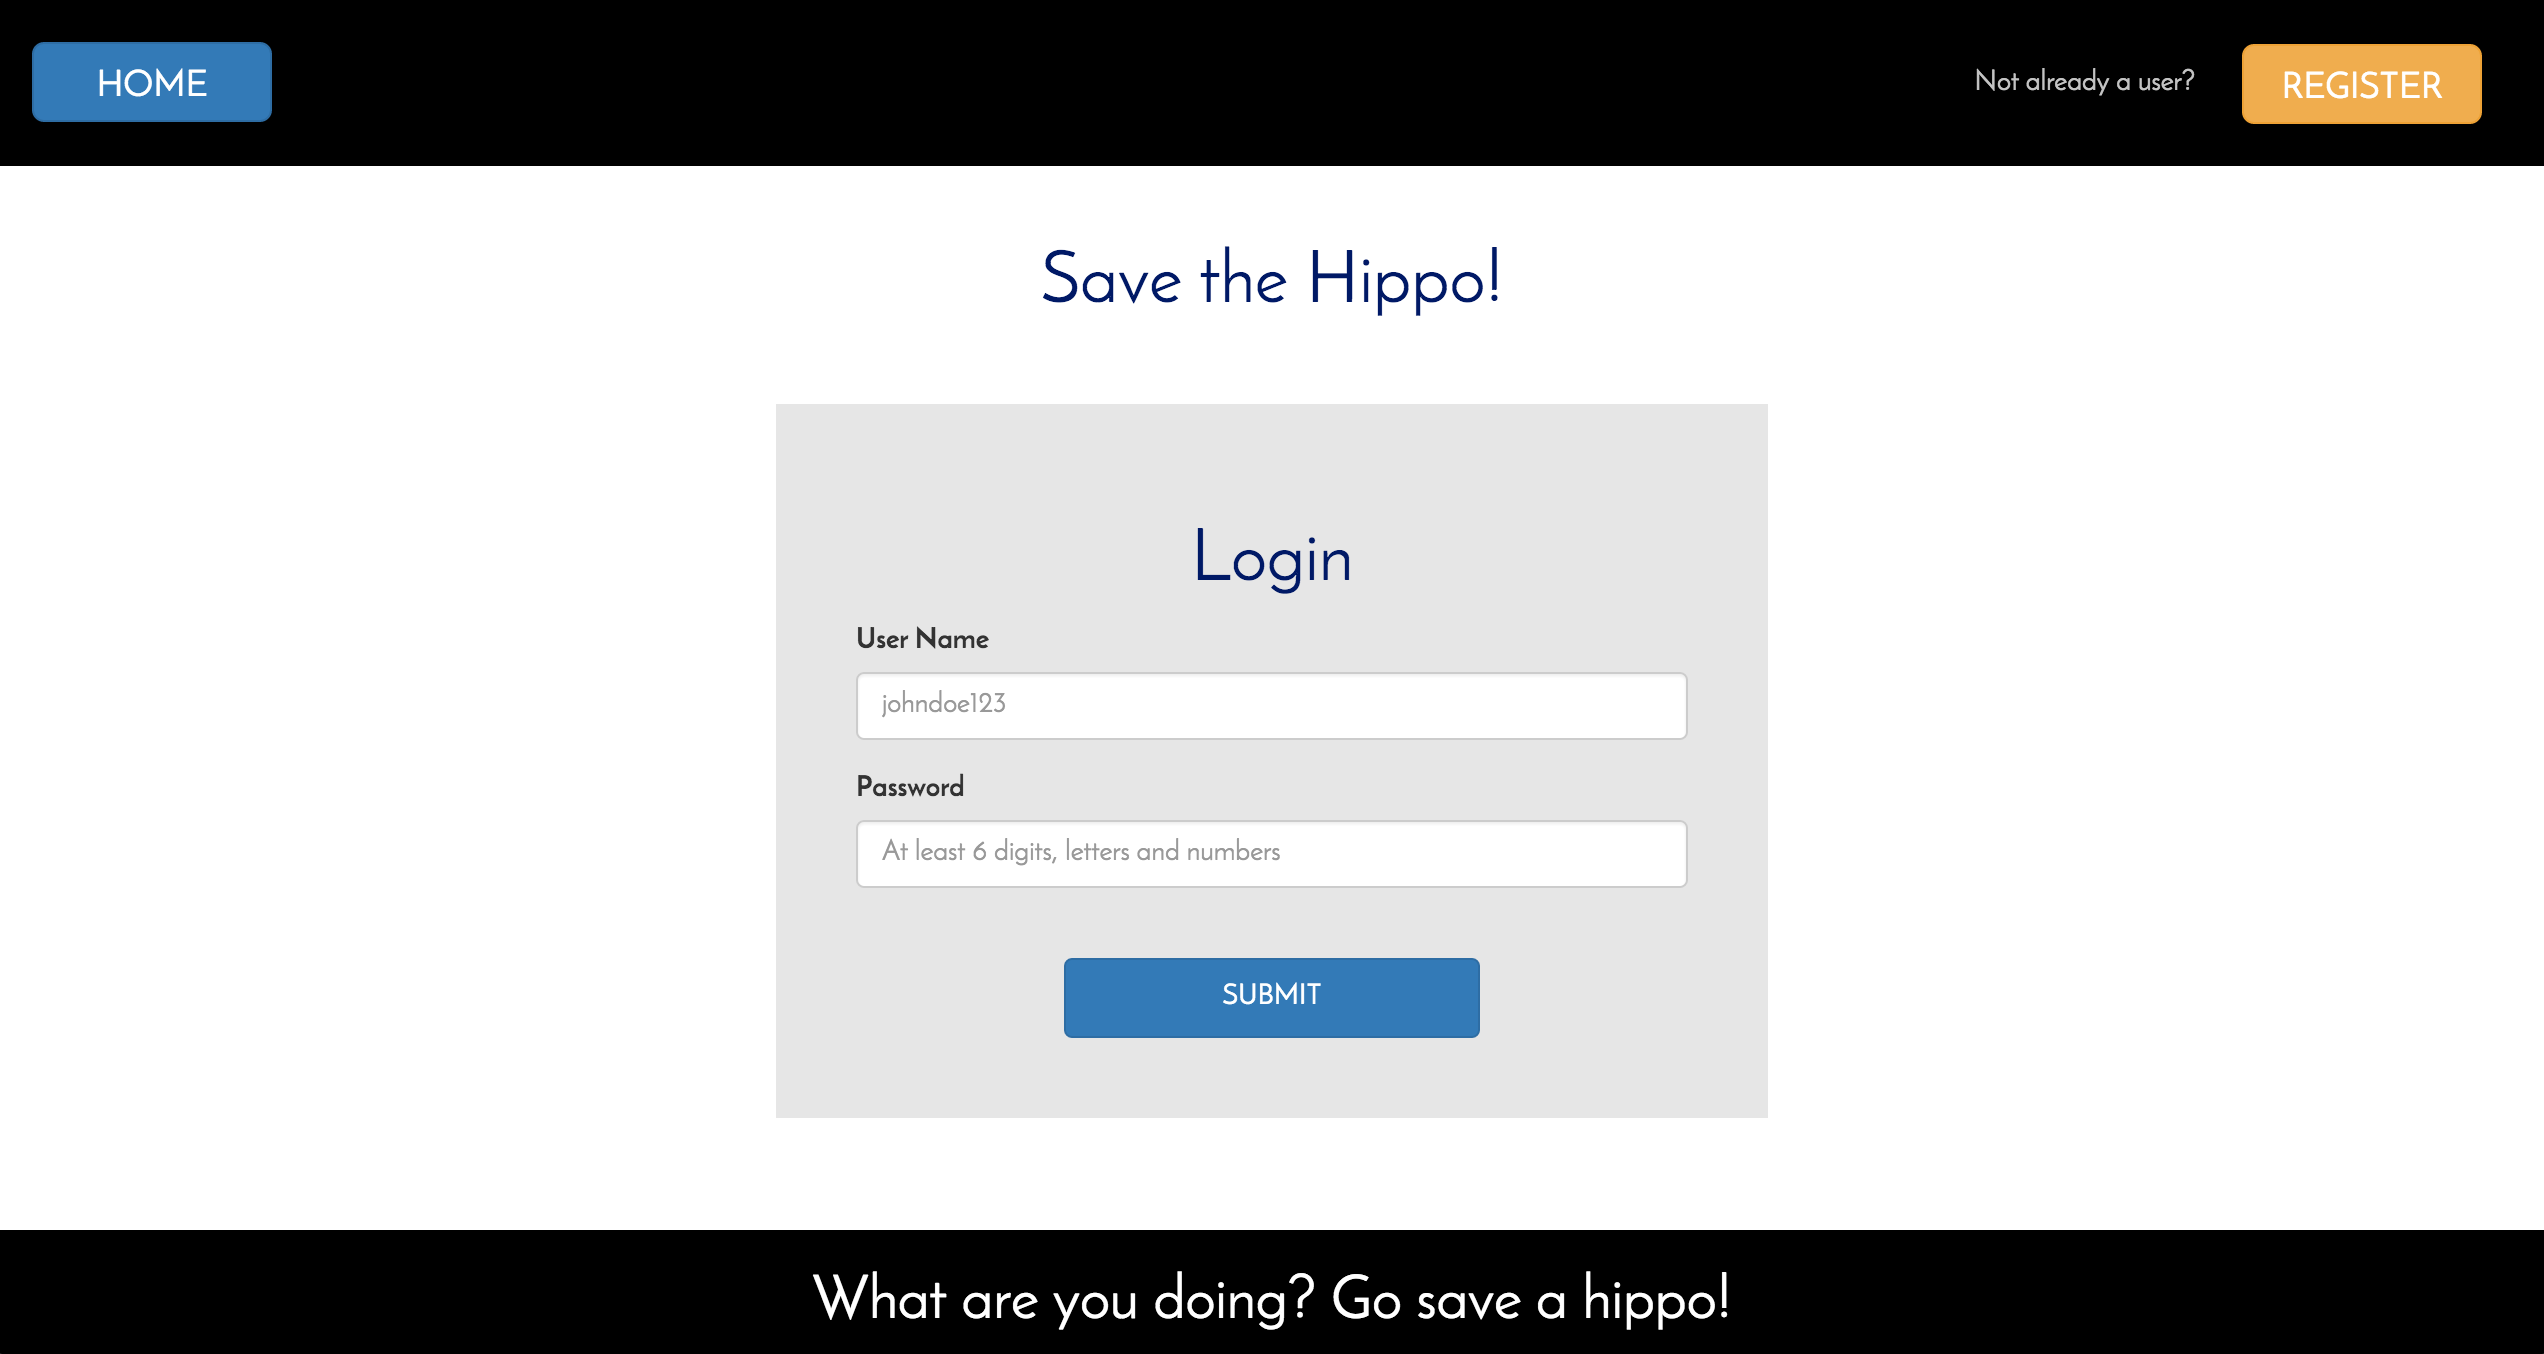 HOME
Not already a user?
REGISTER
Save the Hippo!
Login
User Name
johndoe123
Password
At least 6 digits, letters and numbers
SUBMIT
What are you doing? Go save a hippo!